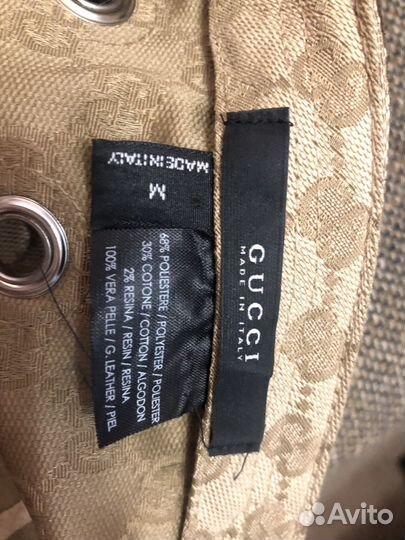 GUCCI
MADE IN ITALY
MADE IN ITALY
M
68% POLIESTERE / POLYESTER / POLIESTER
30% COTONE / COTTON / ALGODON
2% RESINA / RESIN / RESINA
100% VERA PELLE / G. LEATHER / PIEL
Avito